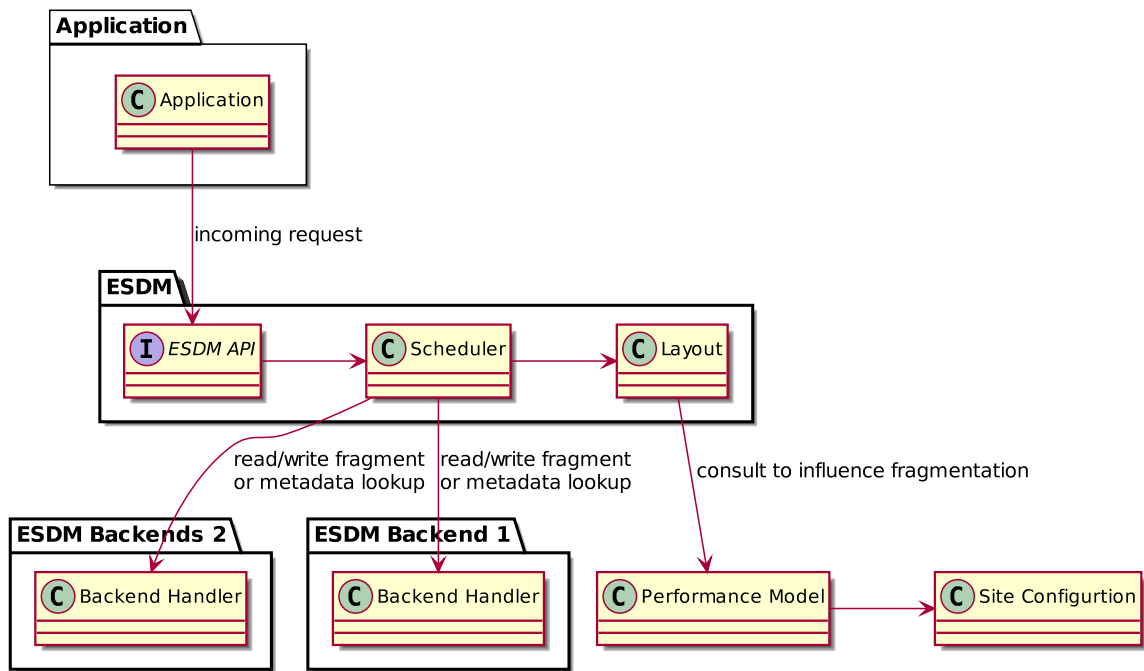 Application
C Application
incoming request
ESDM
I ESDM API
C Scheduler
C Layout
read/write fragment
or metadata lookup
read/write fragment
or metadata lookup
consult to influence fragmentation
ESDM Backends 2
ESDM Backend 1
C Backend Handler
C Backend Handler
C Performance Model
C Site Configurtion